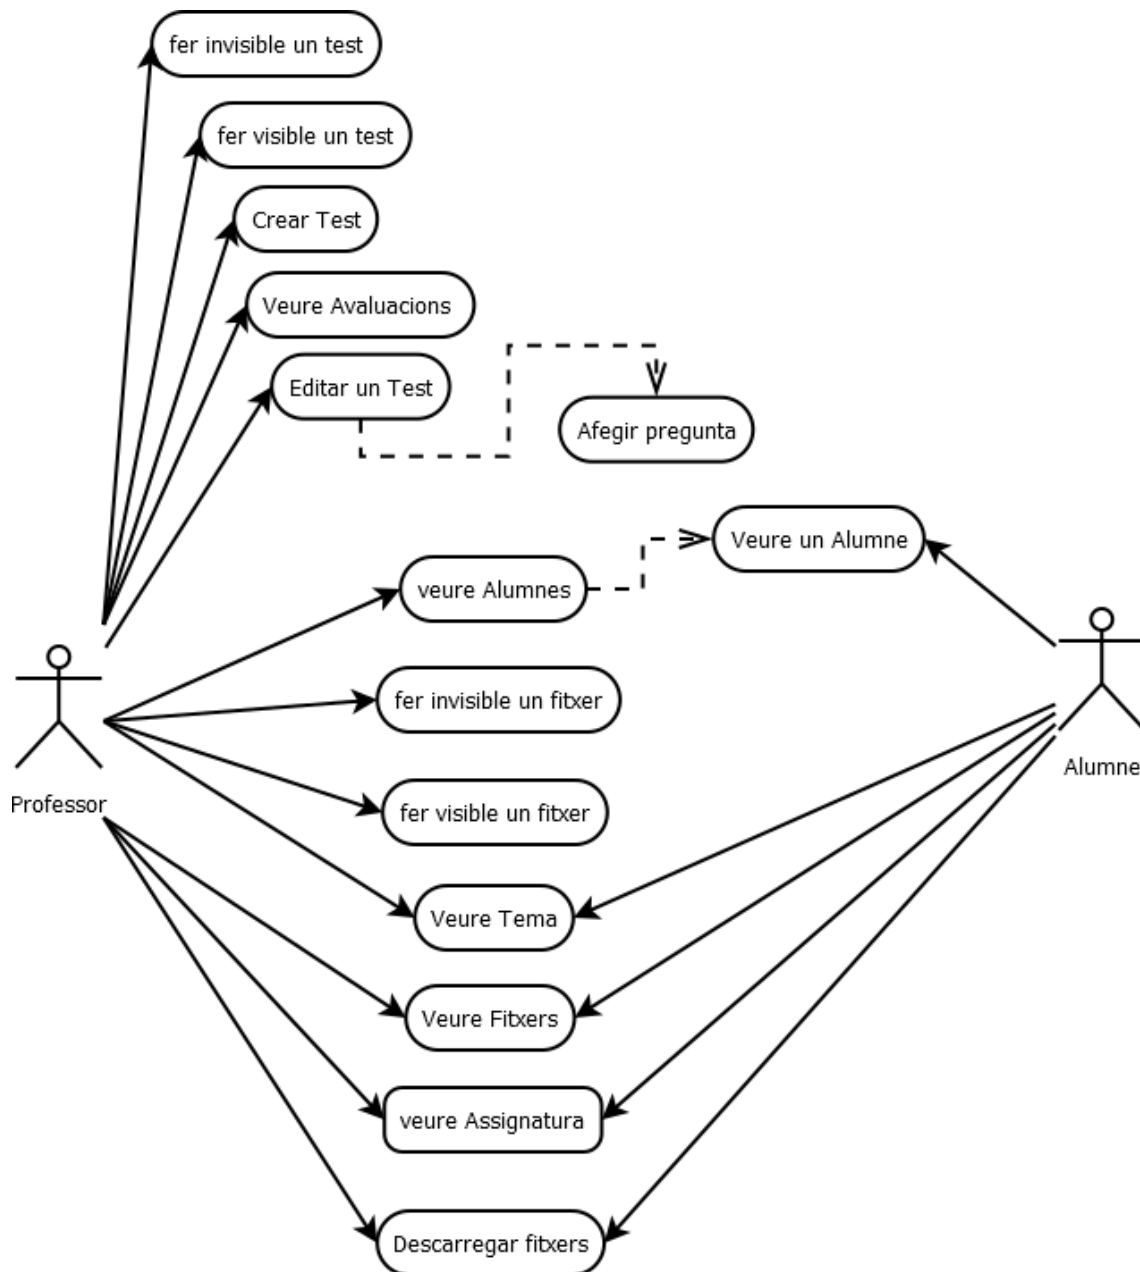 fer invisible un test
fer visible un test
Crear Test
Veure Avaluacions
Editar un Test
Afegir pregunta
Veure un Alumne
veure Alumnes
fer invisible un fitxer
Alumne
Professor
fer visible un fitxer
Veure Tema
Veure Fitxers
veure Assignatura
Descarregar fitxers